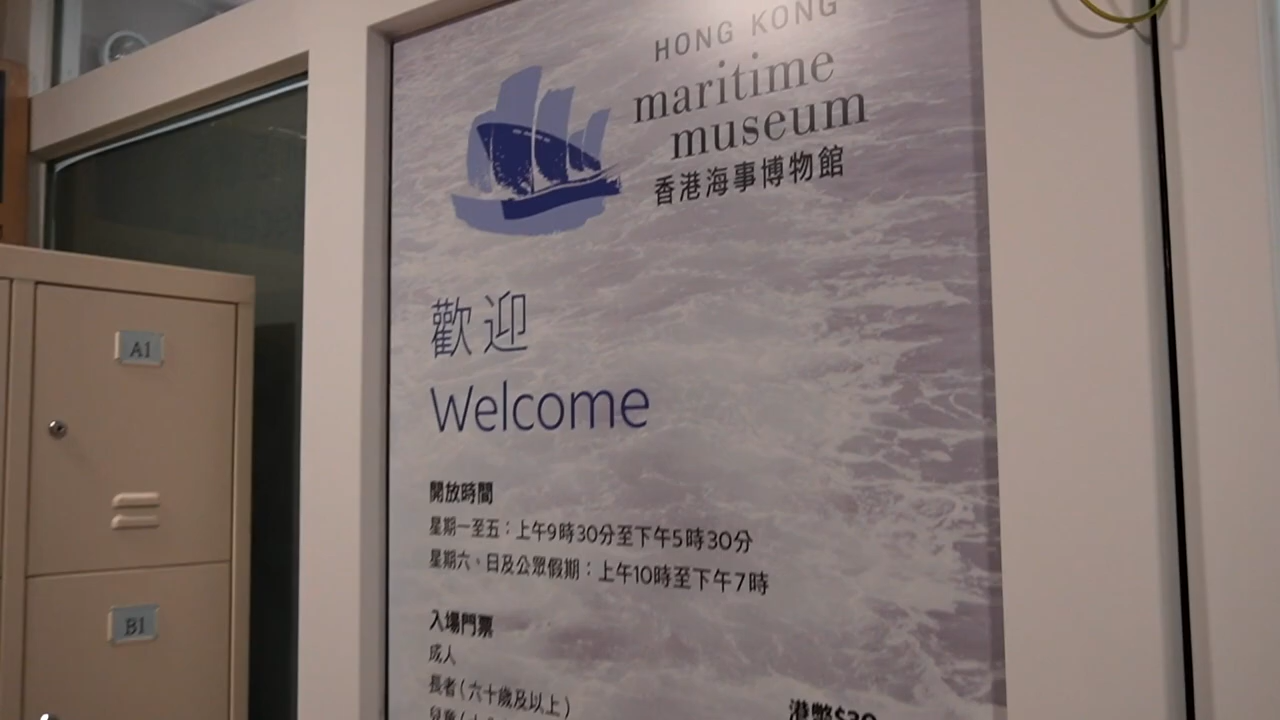 HONG KONG
maritime
museum
香港海事博物館
歡迎
Welcome
開放時間
星期一至五：上午9時30分至下午5時30分
星期六、日及公眾假期：上午10時至下午7時
入場門票
成人
長者(六十歲及以上)
港幣$30
A1
B1